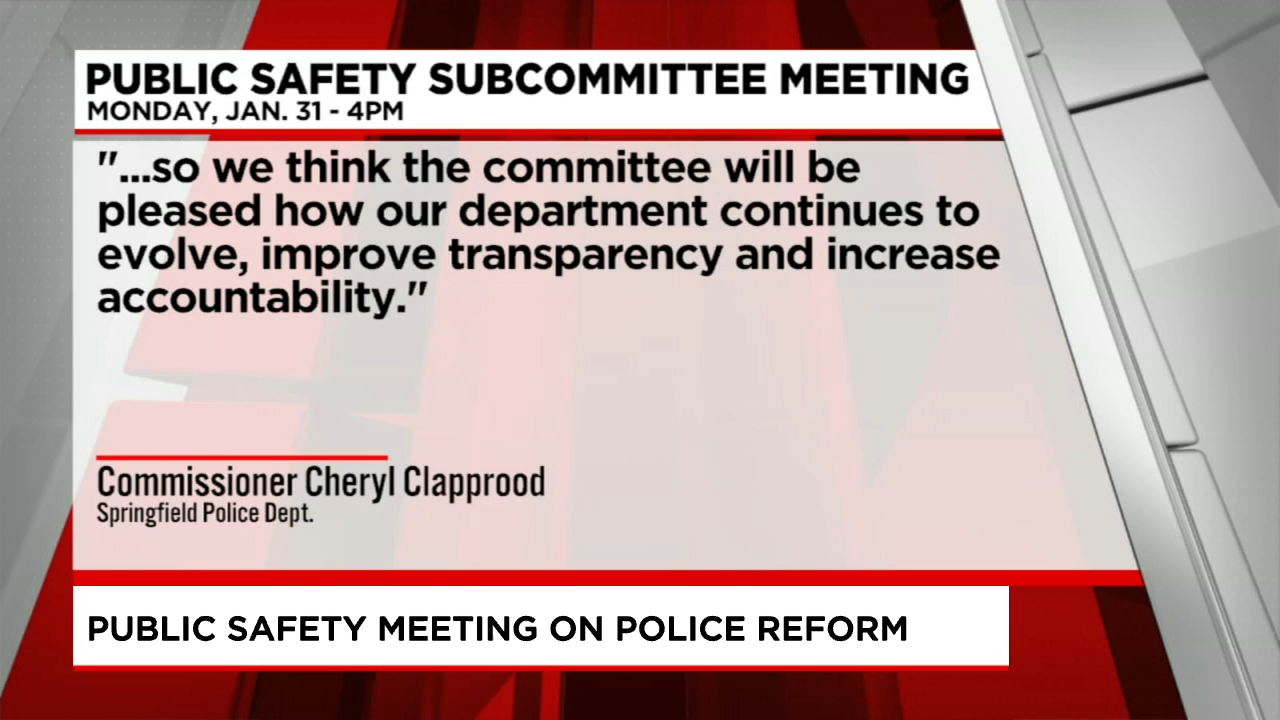 PUBLIC SAFETY SUBCOMMITTEE MEETING
MONDAY, JAN. 31 - 4PM
"...so we think the committee will be
pleased how our department continues to
evolve, improve transparency and increase
accountability."
Commissioner Cheryl Clapprood
Springfield Police Dept.
PUBLIC SAFETY MEETING ON POLICE REFORM